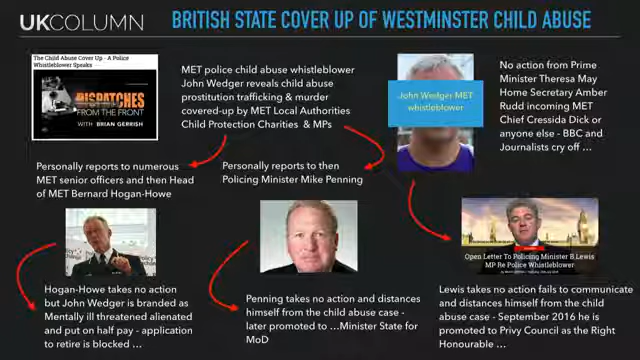 UKCOLUMN
BRITISH STATE COVER UP OF WESTMINSTER CHILD ABUSE
The Child Abuse Cover Up - A Police
Whistleblower Speaks
DISPATCHES
FROM THE FRONT
WITH BRIAN GERRISH
MET police child abuse whistleblower
John Wedger reveals child abuse
prostitution trafficking & murder
covered-up by MET Local Authorities
Child Protection Charities & MPs
John Wedger MET
whistleblower
No action from Prime
Minister Theresa May
Home Secretary Amber
Rudd incoming MET
Chief Cressida Dick or
anyone else - BBC and
Journalists cry off ...
Personally reports to numerous
MET senior officers and then Head
of MET Bernard Hogan-Howe
Personally reports to then
Policing Minister Mike Penning
Open Letter To Policing Minister B.Lewis
MP Re Police Whistleblower
Hogan-Howe takes no action
but John Wedger is branded as
Mentally ill threatened alienated
and put on half pay - application
to retire is blocked ...
Penning takes no action and distances
himself from the child abuse case -
later promoted to ...Minister State for
MoD
Lewis takes no action fails to communicate
and distances himself from the child
abuse case - September 2016 he is
promoted to Privy Council as the Right
Honourable ...